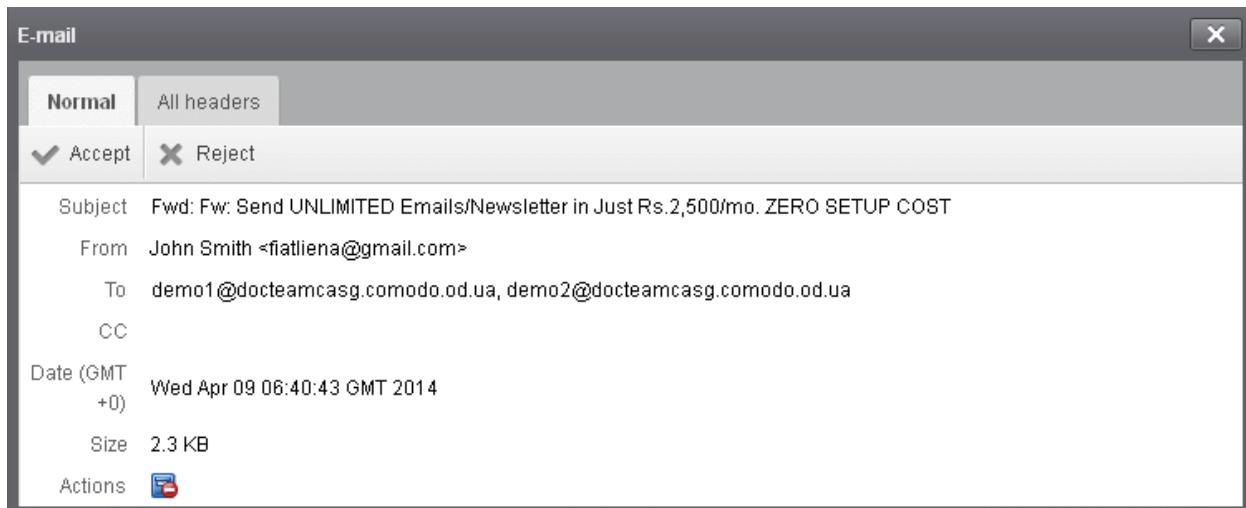 E-mail
Normal All headers
Accept Reject
Subject Fwd: Fw: Send UNLIMITED Emails/Newsletter in Just Rs.2,500/mo. ZERO SETUP COST
From John Smith <fiatliena@gmail.com>
To demo1@docteamcasg.comodo.od.ua, demo2@docteamcasg.comodo.od.ua
CC
Date (GMT
+0) Wed Apr 09 06:40:43 GMT 2014
Size 2.3 KB
Actions